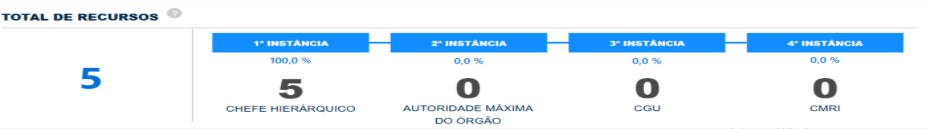 TOTAL DE RECURSOS ?
1ª INSTÂNCIA 2ª INSTÂNCIA 3ª INSTÂNCIA 4ª INSTÂNCIA
100,0 % 0,0 % 0,0 % 0,0 %
5 5 0 0 0
CHEFE HIERÁRQUICO AUTORIDADE MÁXIMA CGU CMRI
DO ÓRGÃO